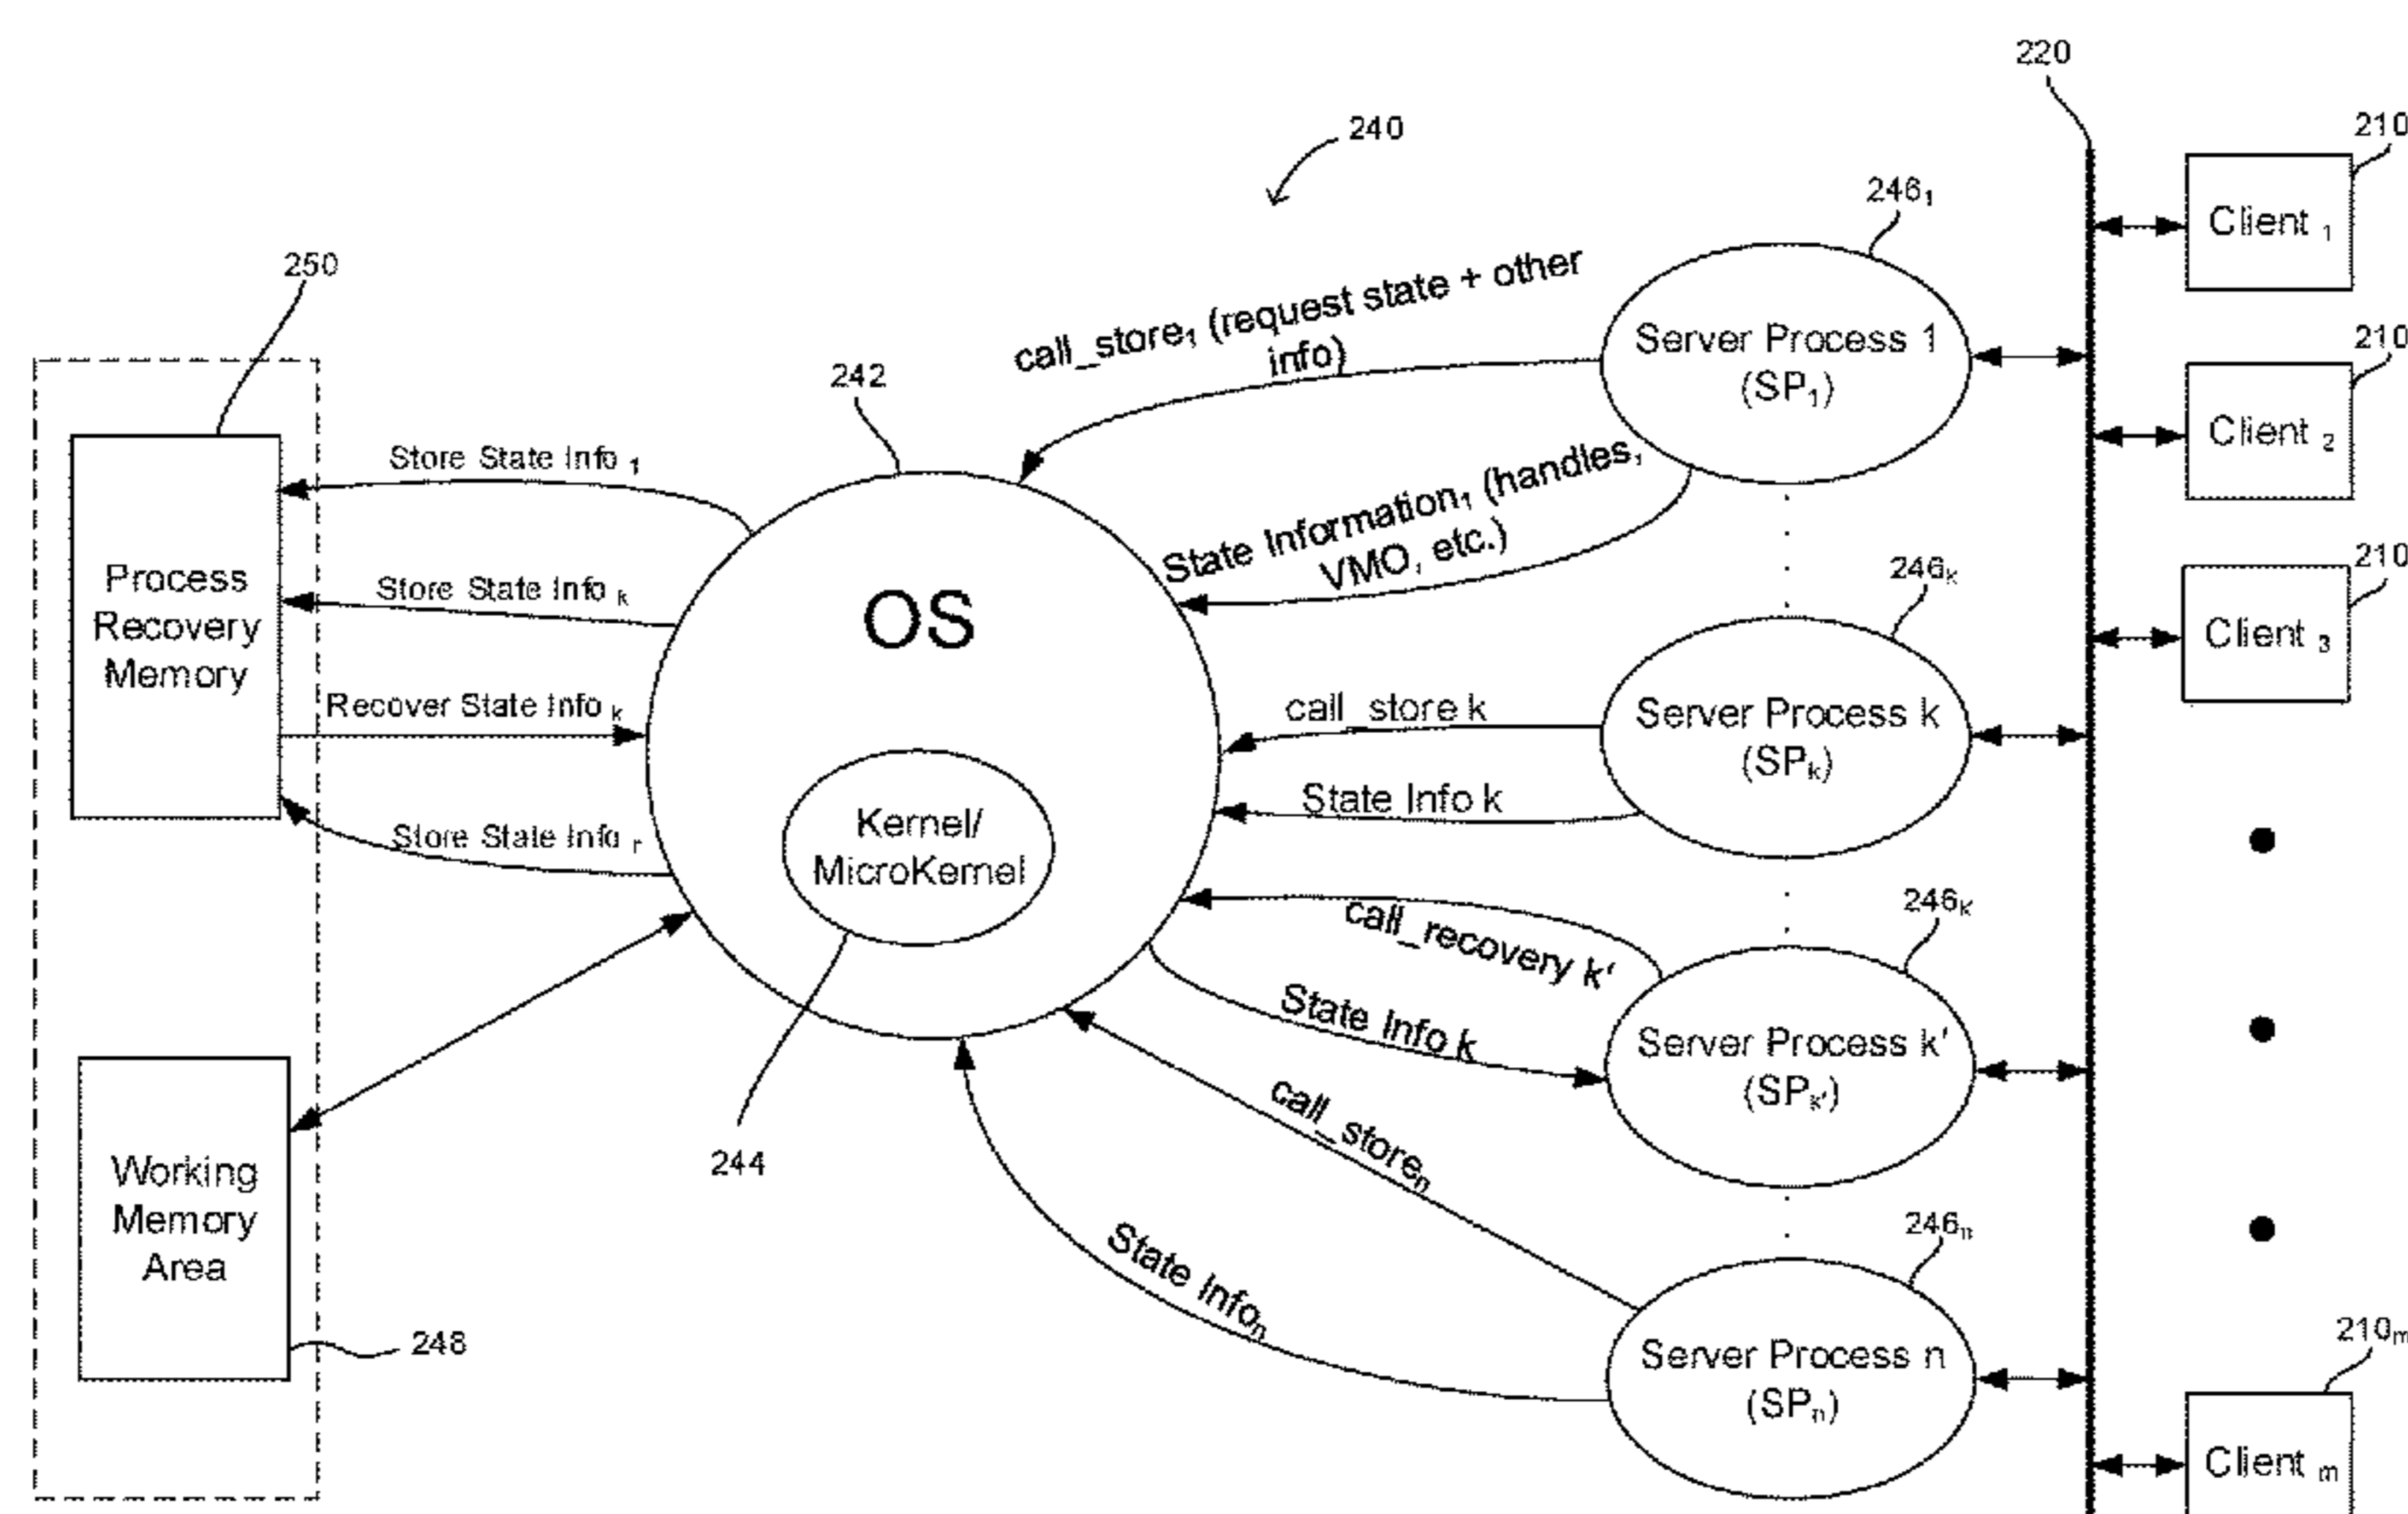 220
210
240
Client 1
246₁
250
call_store₁ (request state + other
info)
Server Process 1
(SP₁)
210
Client 2
242
Store State Info 1
State Information₁ (handles,
VMO, etc.)
210
Client 3
246ₖ
Process
Recovery
Memory
Store State Info k
OS
Recover State Info k
call_store k
Server Process k
(SPₖ)
State Info k
Store State Info r
Kernel/
MicroKernel
246ₖ
call_recovery k'
State Info k
Server Process k'
(SPₖ')
244
call_storeₙ
Working
Memory
Area
State Infoₙ
246ₙ
248
Server Process n
(SPₙ)
210ₘ
Client m